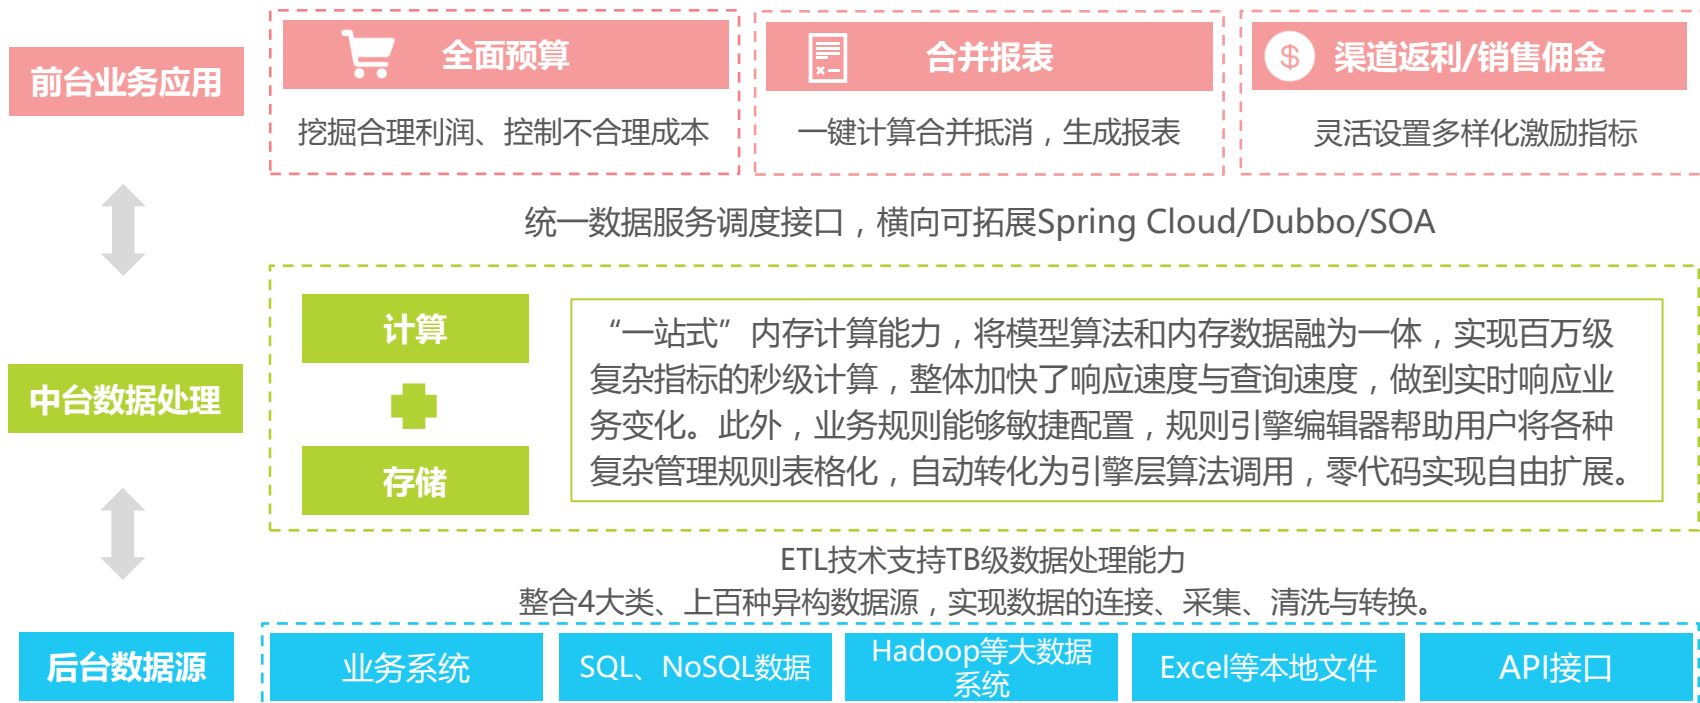 前台业务应用
全面预算
挖掘合理利润、控制不合理成本
合并报表
一键计算合并抵消，生成报表
$
渠道返利/销售佣金
灵活设置多样化激励指标
统一数据服务调度接口，横向可拓展Spring Cloud/Dubbo/SOA
中台数据处理
计算
存储
“一站式”内存计算能力，将模型算法和内存数据融为一体，实现百万级
复杂指标的秒级计算，整体加快了响应速度与查询速度，做到实时响应业
务变化。此外，业务规则能够敏捷配置，规则引擎编辑器帮助用户将各种
复杂管理规则表格化，自动转化为引擎层算法调用，零代码实现自由扩展。
ETL技术支持TB级数据处理能力
整合4大类、上百种异构数据源，实现数据的连接、采集、清洗与转换。
后台数据源
业务系统
SQL、NoSQL数据
Hadoop等大数据
系统
Excel等本地文件
API接口